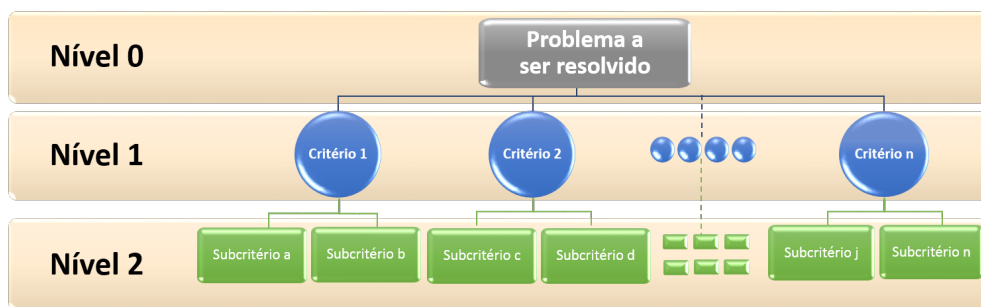 Nível 0
Problema a
ser resolvido
Nível 1
Critério 1
Critério 2
Critério n
Nível 2
Subcritério a
Subcritério b
Subcritério c
Subcritério d
Subcritério j
Subcritério n